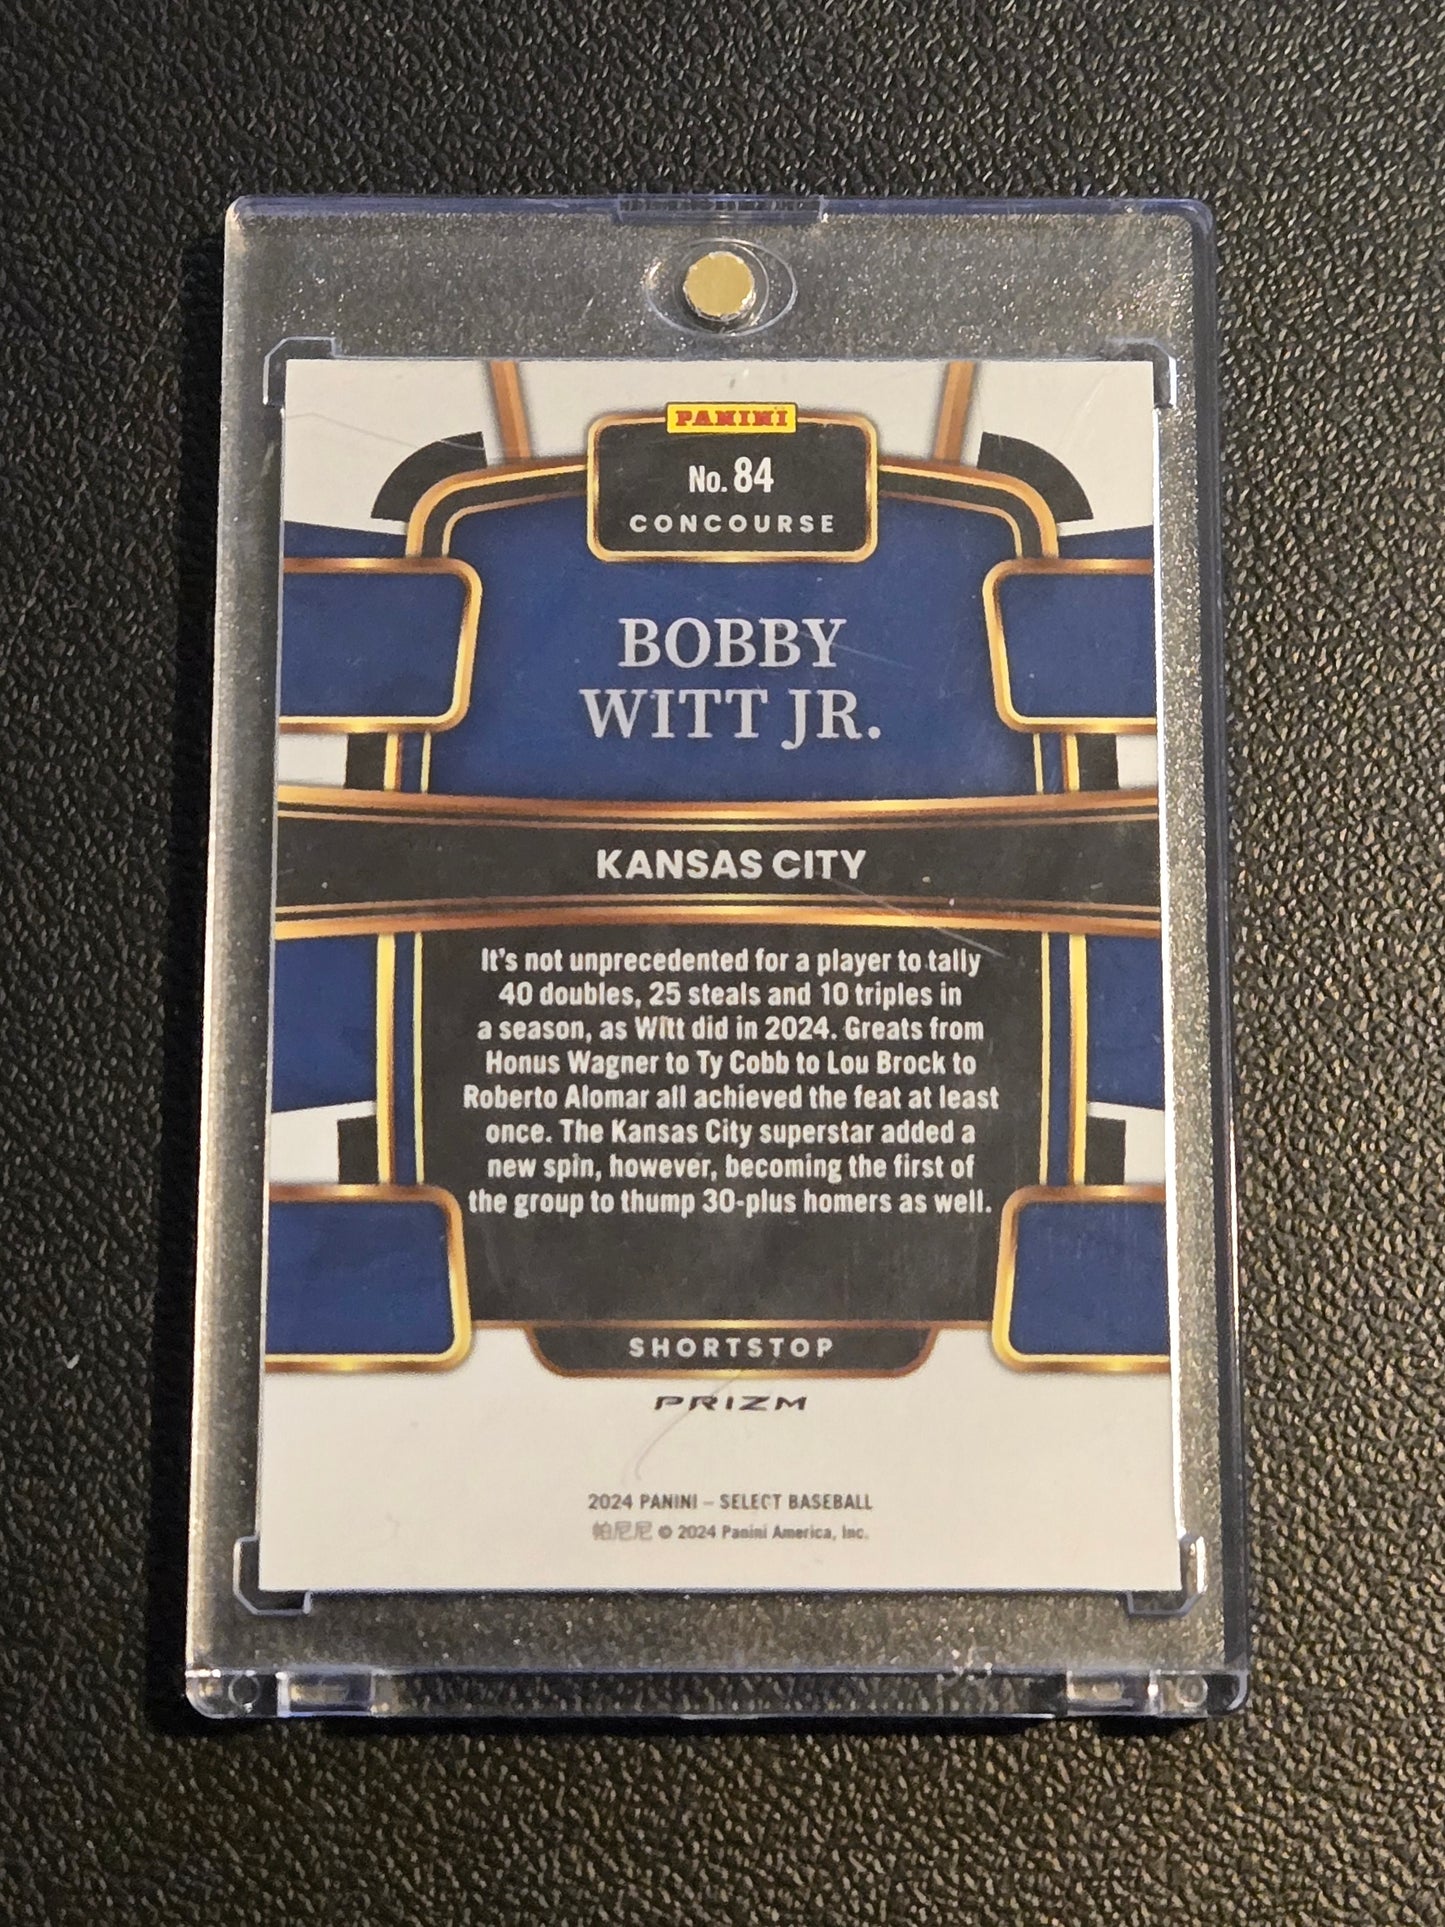 PANINI
No. 84
CONCOURSE
BOBBY
WITT JR.
KANSAS CITY
It's not unprecedented for a player to tally
40 doubles, 25 steals and 10 triples in
a season, as Witt did in 2024. Greats from
Honus Wagner to Ty Cobb to Lou Brock to
Roberto Alomar all achieved the feat at least
once. The Kansas City superstar added a
new spin, however, becoming the first of
the group to thump 30-plus homers as well.
SHORTSTOP
PRIZM
2024 PANINI – SELECT BASEBALL
帕尼尼 © 2024 Panini America, Inc.